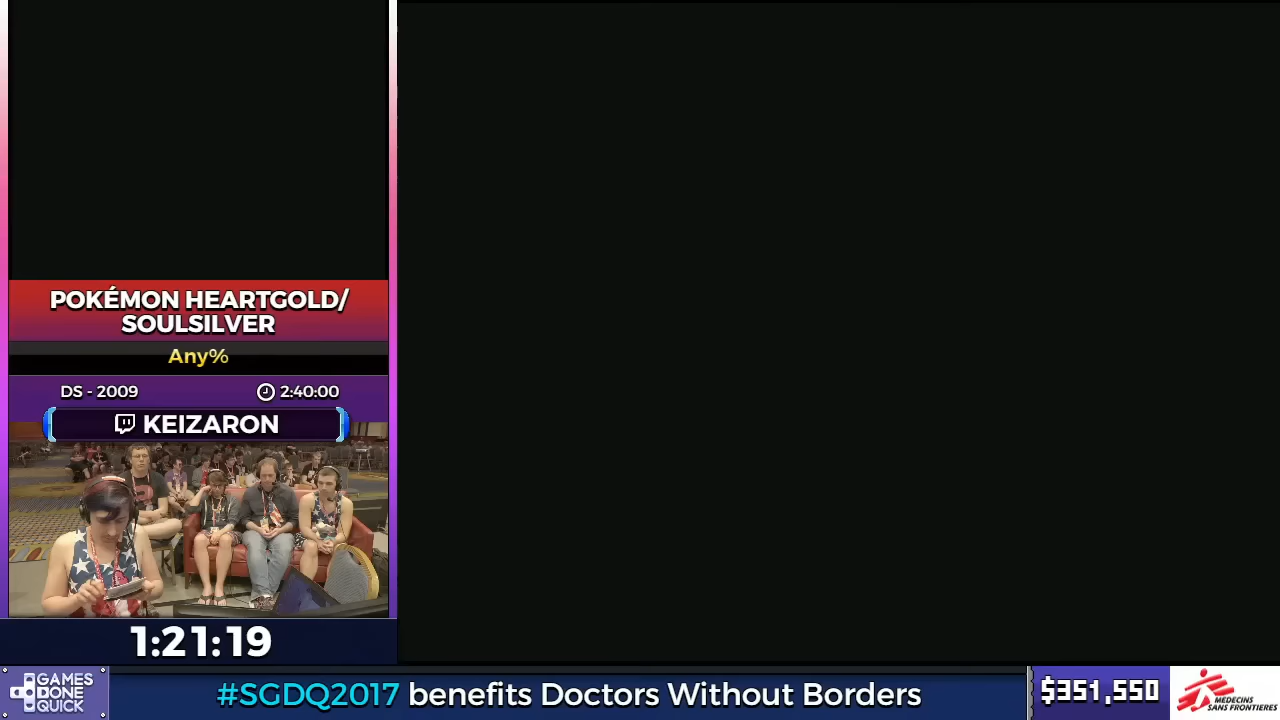 POKÉMON HEARTGOLD/
SOULSILVER
Any%
DS - 2009
2:40:00
KEIZARON
1:21:19
GAMES
DONE
QUICK
#SGDQ2017 benefits Doctors Without Borders
$351,550
MEDECINS
SANS FRONTIERES